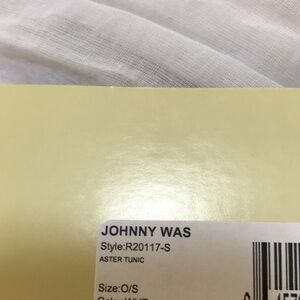 JOHNNY WAS
Style:R20117-S
ASTER TUNIC
Size:O/S